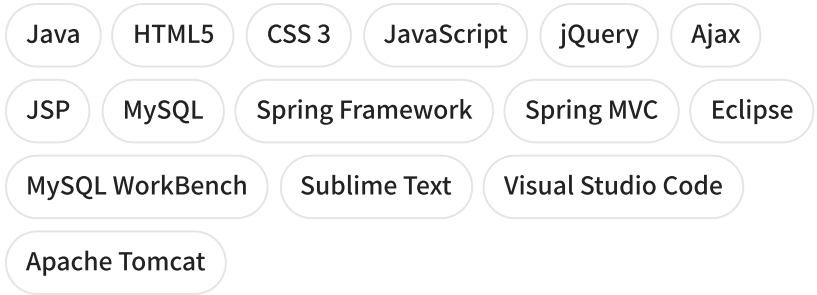 Java HTML5 CSS 3 JavaScript jQuery Ajax
JSP MySQL Spring Framework Spring MVC Eclipse
MySQL WorkBench Sublime Text Visual Studio Code
Apache Tomcat